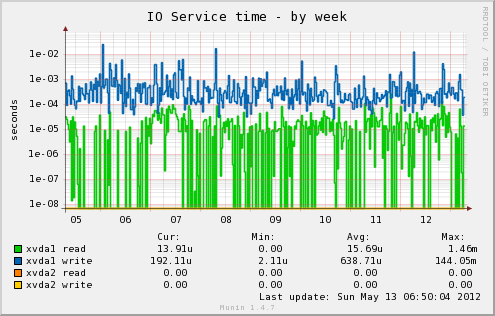 IO Service time - by week
RRDTOOL / TOBI OETIKER
seconds
1e-02
1e-03
1e-04
1e-05
1e-06
1e-07
1e-08
05 06 07 08 09 10 11 12
Cur: Min: Avg: Max:
xvda1 read 13.91u 0.00 15.69u 1.46m
xvda1 write 192.11u 2.11u 638.71u 144.05m
xvda2 read 0.00 0.00 0.00 0.00
xvda2 write 0.00 0.00 0.00 0.00
Last update: Sun May 13 06:50:04 2012
Munin 1.4.7